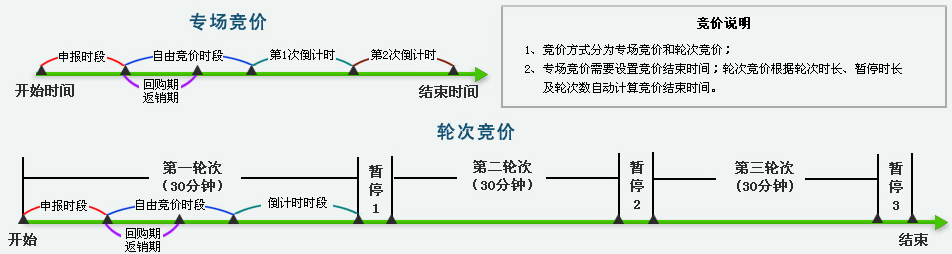 专场竞价
申报时段
自由竞价时段
第1次倒计时
第2次倒计时
开始时间
回购期
返销期
结束时间
竞价说明
1、竞价方式分为专场竞价和轮次竞价；
2、专场竞价需要设置竞价结束时间；轮次竞价根据轮次时长、暂停时长
及轮次数自动计算竞价结束时间。
轮次竞价
第一轮次
（30分钟）
暂
停
1
第二轮次
（30分钟）
暂
停
2
第三轮次
（30分钟）
暂
停
3
申报时段
自由竞价时段
倒计时时段
开始
回购期
返销期
结束